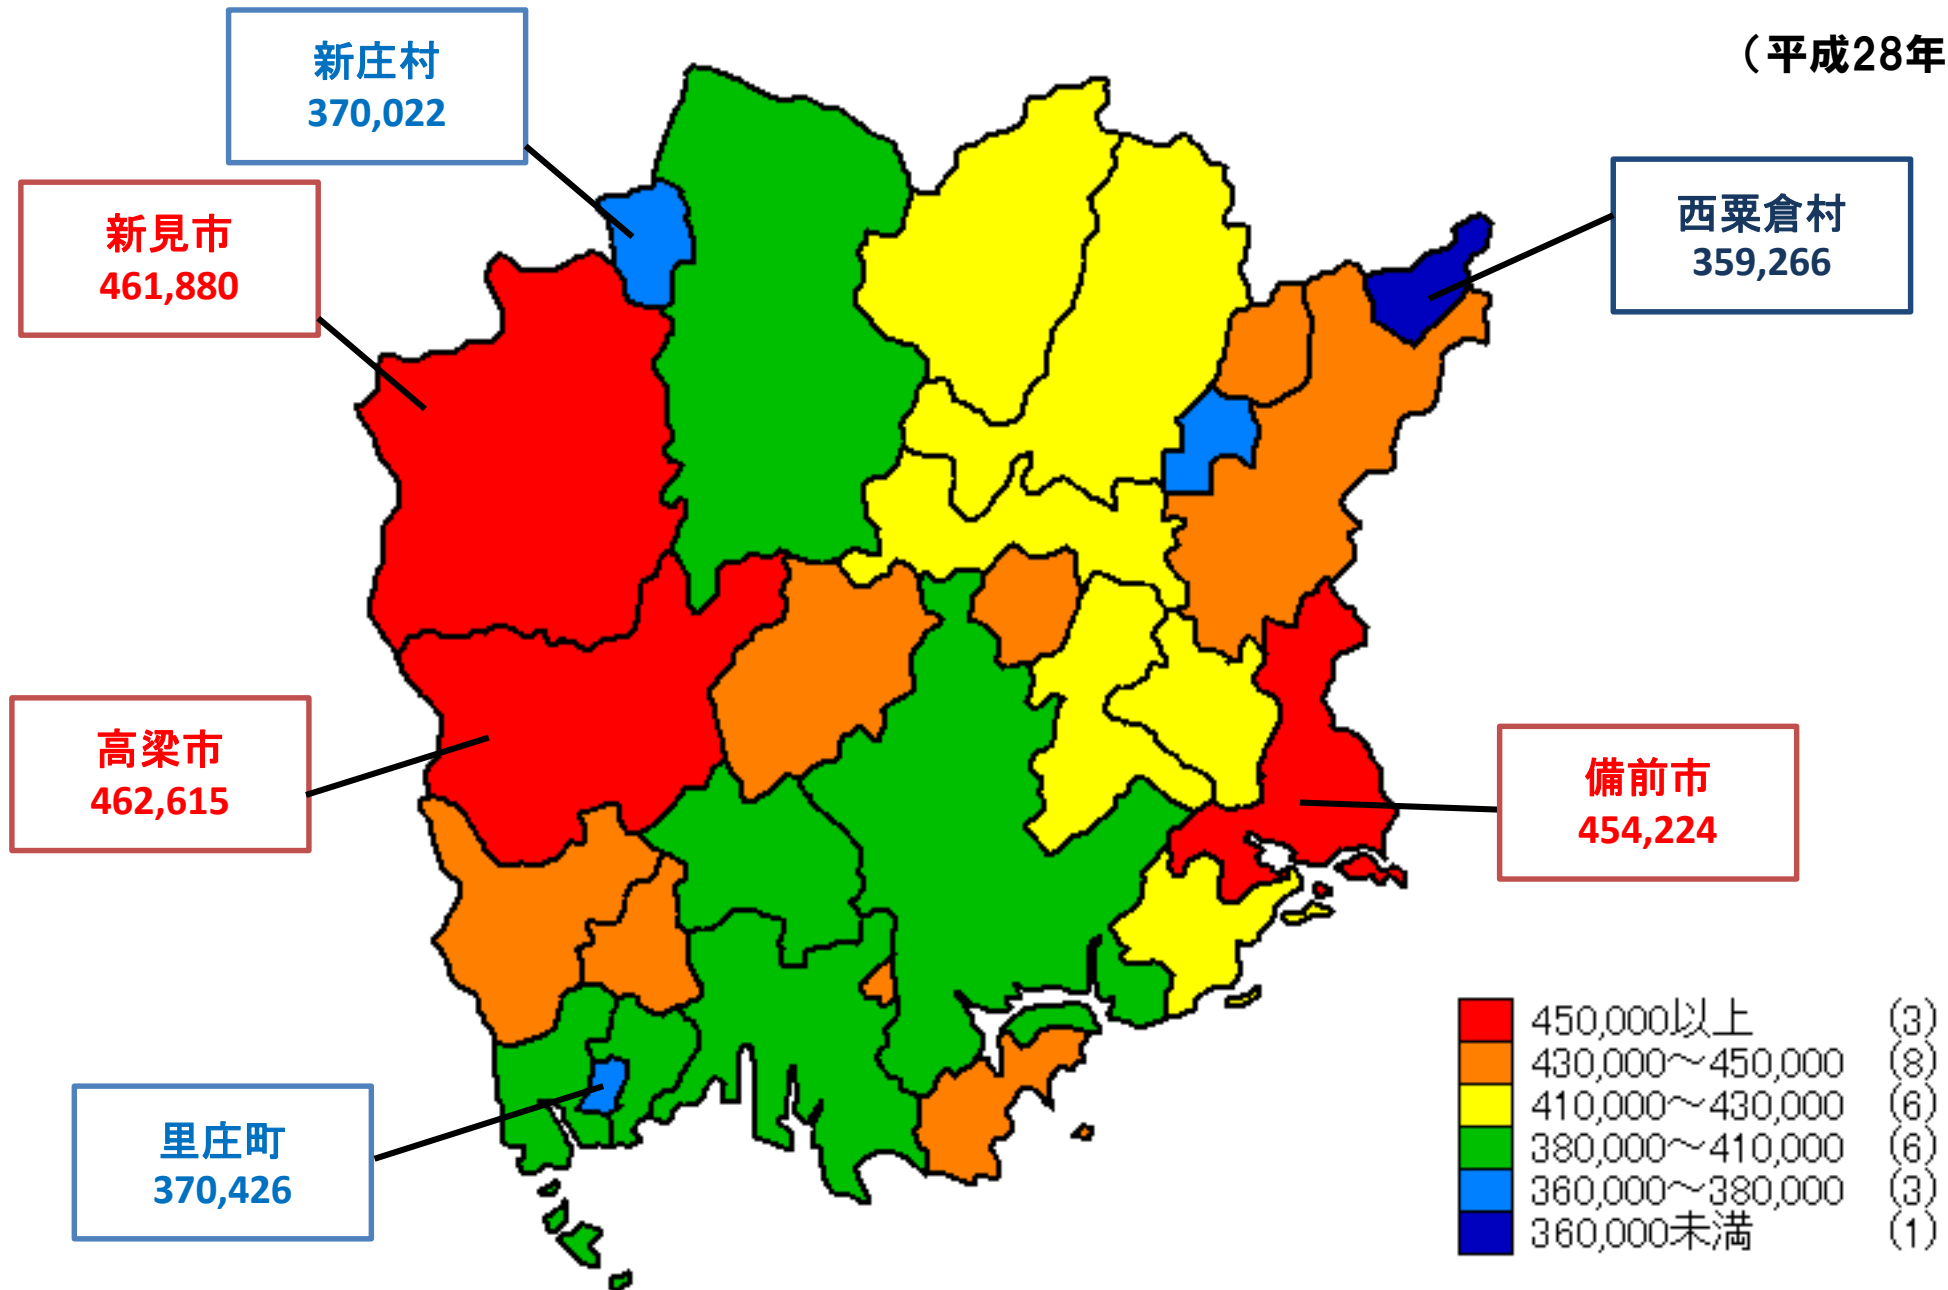 （平成28年
新庄村
370,022
新見市
461,880
西粟倉村
359,266
高梁市
462,615
備前市
454,224
里庄町
370,426
450,000以上 (3)
430,000～450,000 (8)
410,000～430,000 (6)
380,000～410,000 (6)
360,000～380,000 (3)
360,000未満 (1)